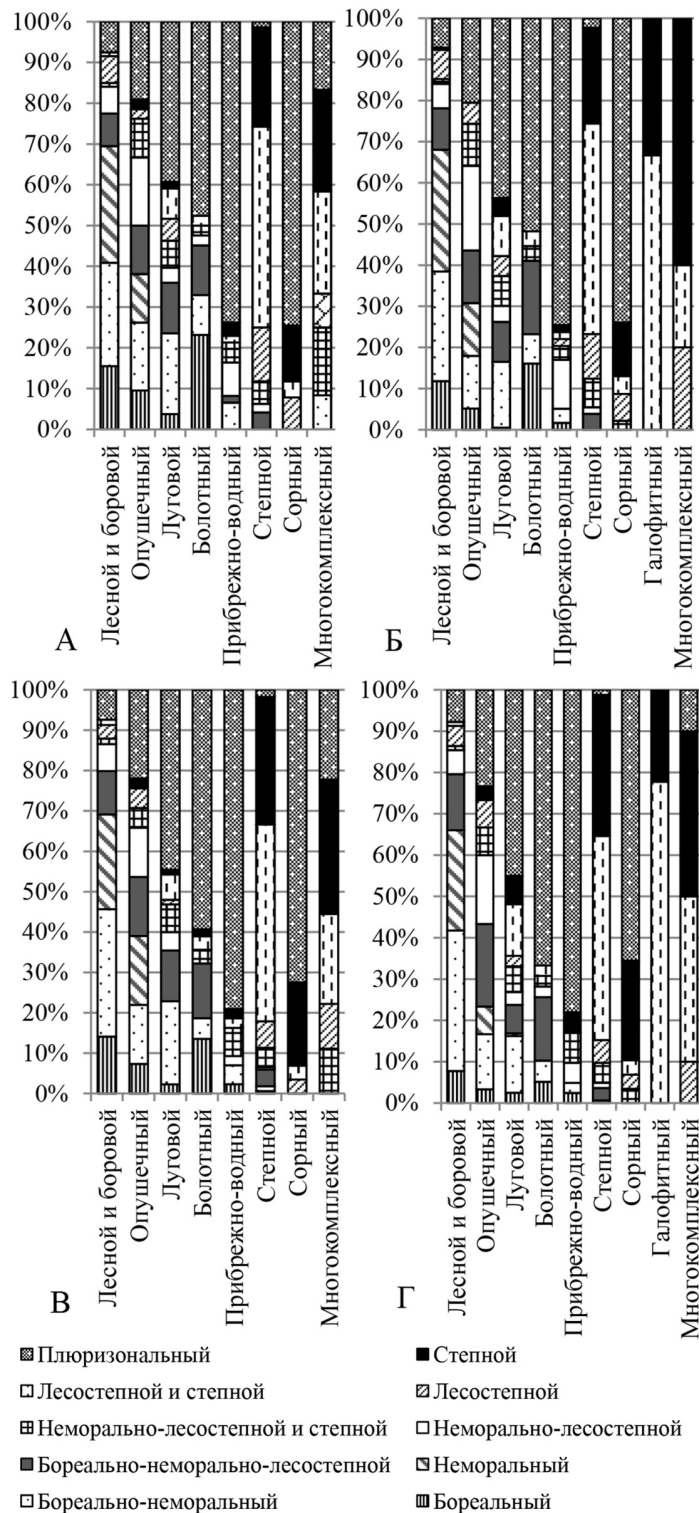 100%
90%
80%
70%
60%
50%
40%
30%
20%
10%
0%
Лесной и боровой
Опушечный
Луговой
Болотный
Прибрежно-водный
Степной
Сорный
Многокомплексный
А
100%
90%
80%
70%
60%
50%
40%
30%
20%
10%
0%
Лесной и боровой
Опушечный
Луговой
Болотный
Прибрежно-водный
Степной
Сорный
Галофитный
Многокомплексный
Б
100%
90%
80%
70%
60%
50%
40%
30%
20%
10%
0%
Лесной и боровой
Опушечный
Луговой
Болотный
Прибрежно-водный
Степной
Сорный
Многокомплексный
В
100%
90%
80%
70%
60%
50%
40%
30%
20%
10%
0%
Лесной и боровой
Опушечный
Луговой
Болотный
Прибрежно-водный
Степной
Сорный
Галофитный
Многокомплексный
Г
Плюризональный
Степной
Лесостепной и степной
Лесостепной
Неморально-лесостепной и степной
Неморально-лесостепной
Бореально-неморально-лесостепной
Неморальный
Бореально-неморальный
Бореальный